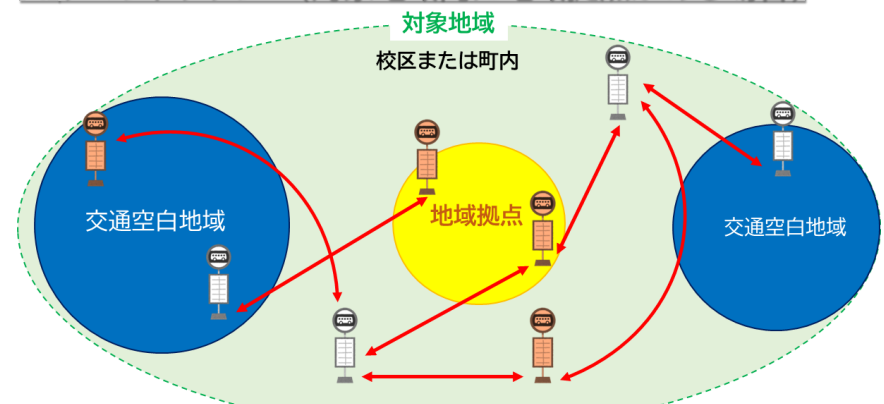 対象地域
校区または町内
交通空白地域
地域拠点
交通空白地域